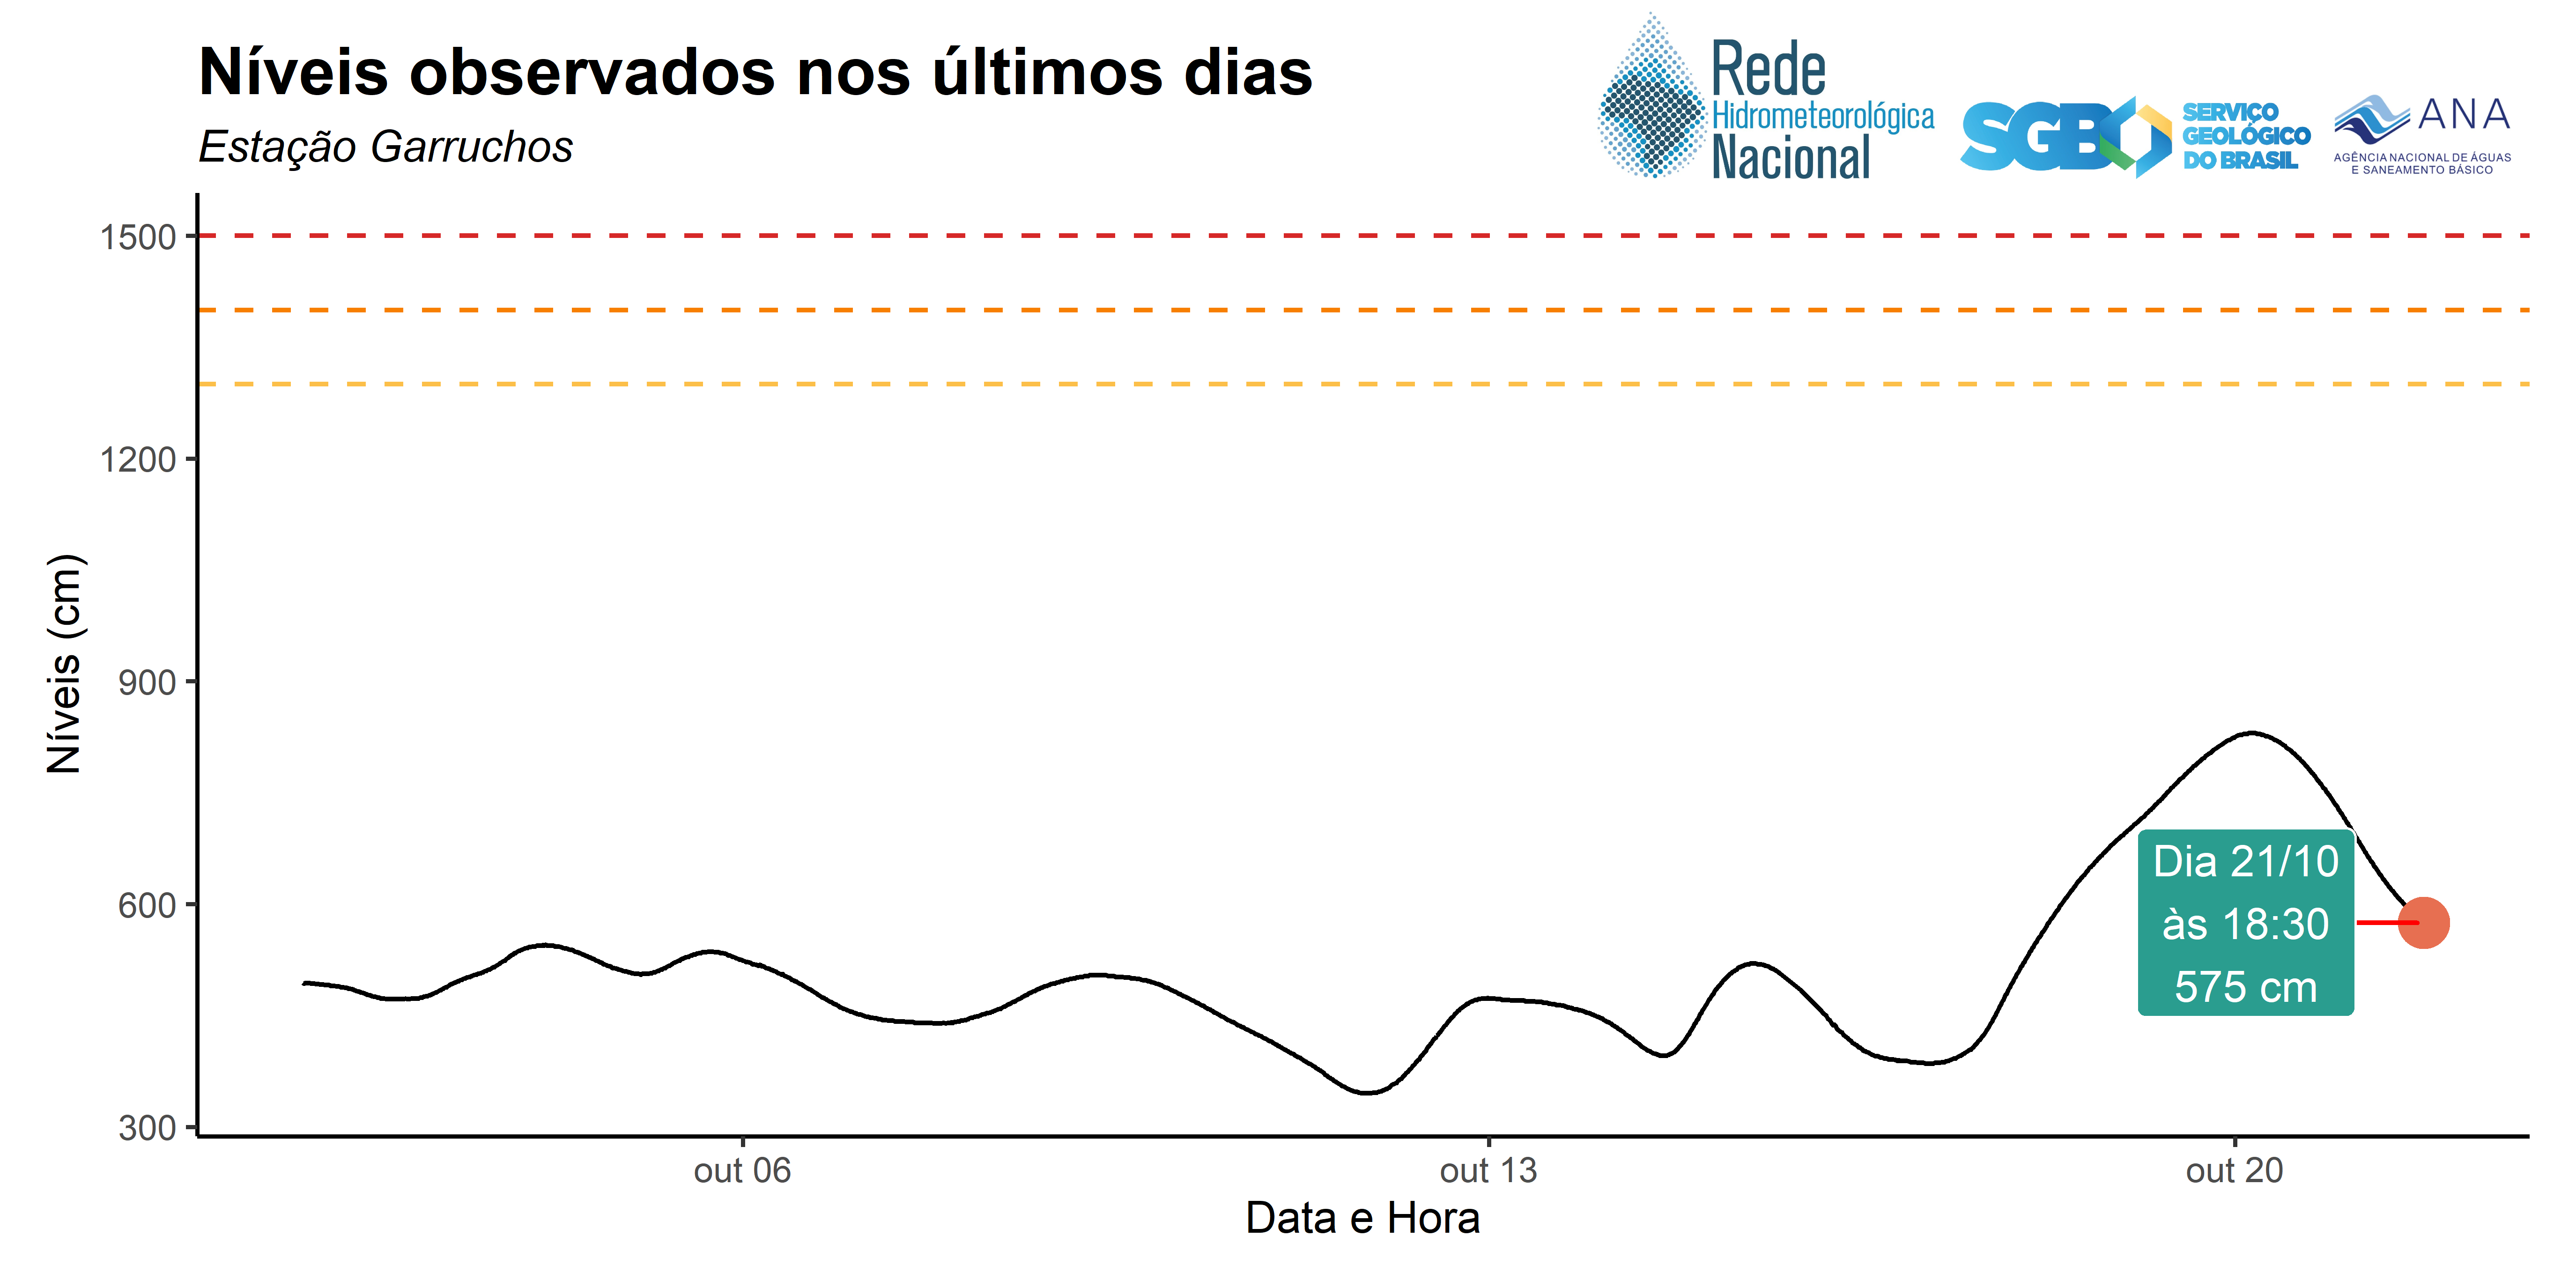 Níveis observados nos últimos dias
Estação Garruchos
Rede
Hidrometeorológica
Nacional
SGB
SERVIÇO
GEOLÓGICO
DO BRASIL
ANA
AGÊNCIA NACIONAL DE ÁGUAS
E SANEAMENTO BÁSICO
Níveis (cm)
1500
1200
900
600
300
Dia 21/10
às 18:30
575 cm
out 06
out 13
out 20
Data e Hora